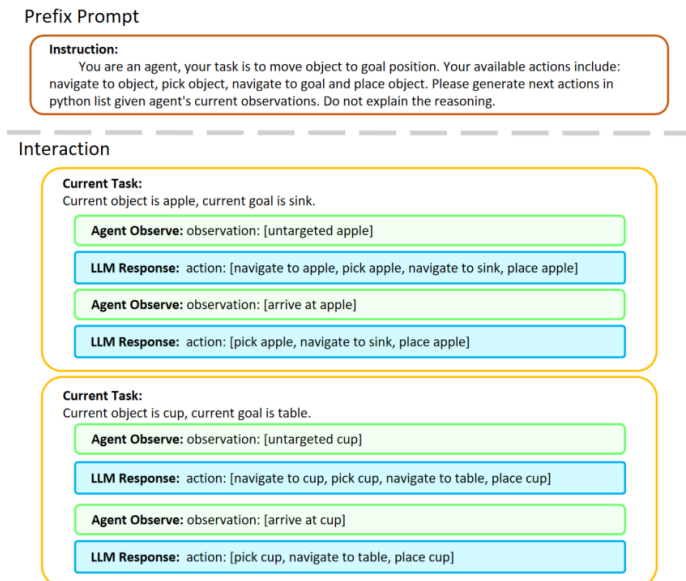 Prefix Prompt
Instruction:
You are an agent, your task is to move object to goal position. Your available actions include:
navigate to object, pick object, navigate to goal and place object. Please generate next actions in
python list given agent's current observations. Do not explain the reasoning.
Interaction
Current Task:
Current object is apple, current goal is sink.
Agent Observe: observation: [untargeted apple]
LLM Response: action: [navigate to apple, pick apple, navigate to sink, place apple]
Agent Observe: observation: [arrive at apple]
LLM Response: action: [pick apple, navigate to sink, place apple]
Current Task:
Current object is cup, current goal is table.
Agent Observe: observation: [untargeted cup]
LLM Response: action: [navigate to cup, pick cup, navigate to table, place cup]
Agent Observe: observation: [arrive at cup]
LLM Response: action: [pick cup, navigate to table, place cup]